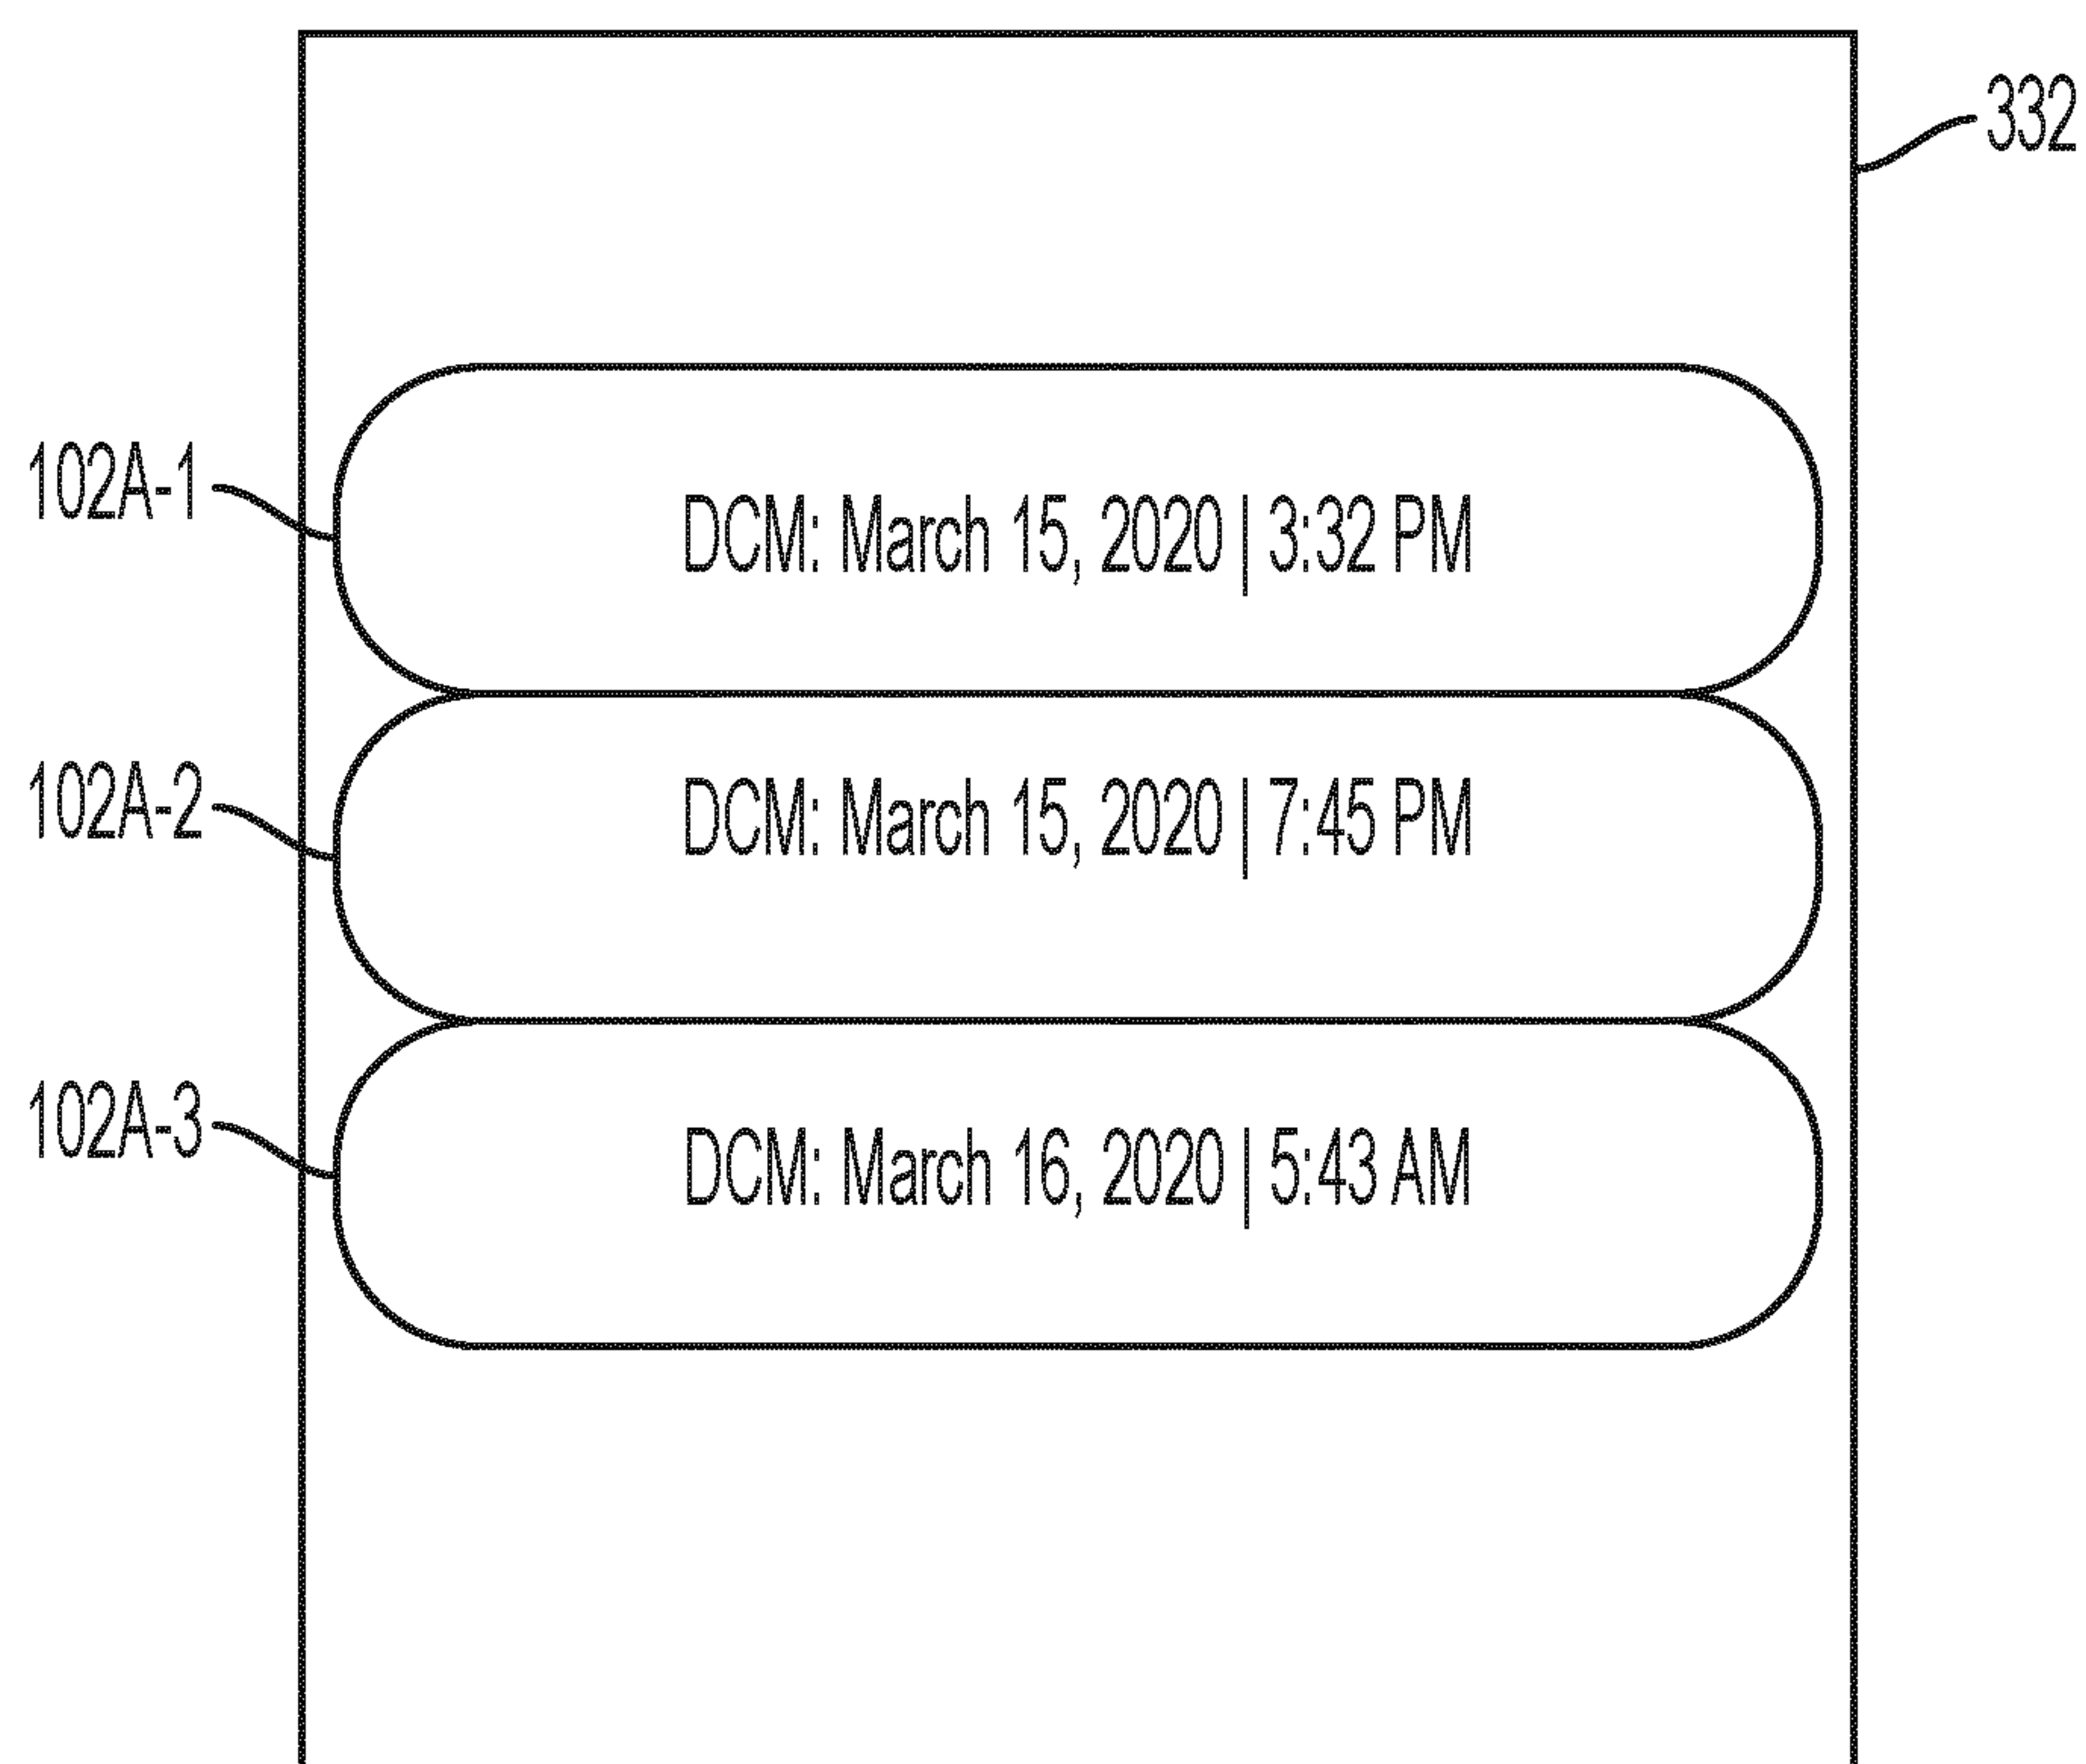 332
102A-1
DCM: March 15, 2020 | 3:32 PM
102A-2
DCM: March 15, 2020 | 7:45 PM
102A-3
DCM: March 16, 2020 | 5:43 AM